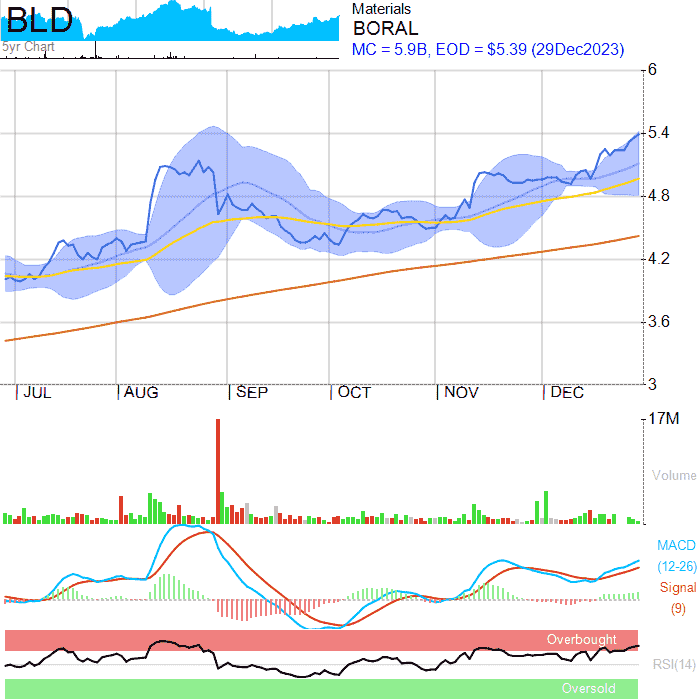 BLD
5yr Chart
Materials
BORAL
MC = 5.9B, EOD = $5.39 (29Dec2023)
6
5.4
4.8
4.2
3.6
3
JUL AUG SEP OCT NOV DEC
17M
Volume
MACD
(12-26)
Signal
(9)
Overbought
RSI(14)
Oversold